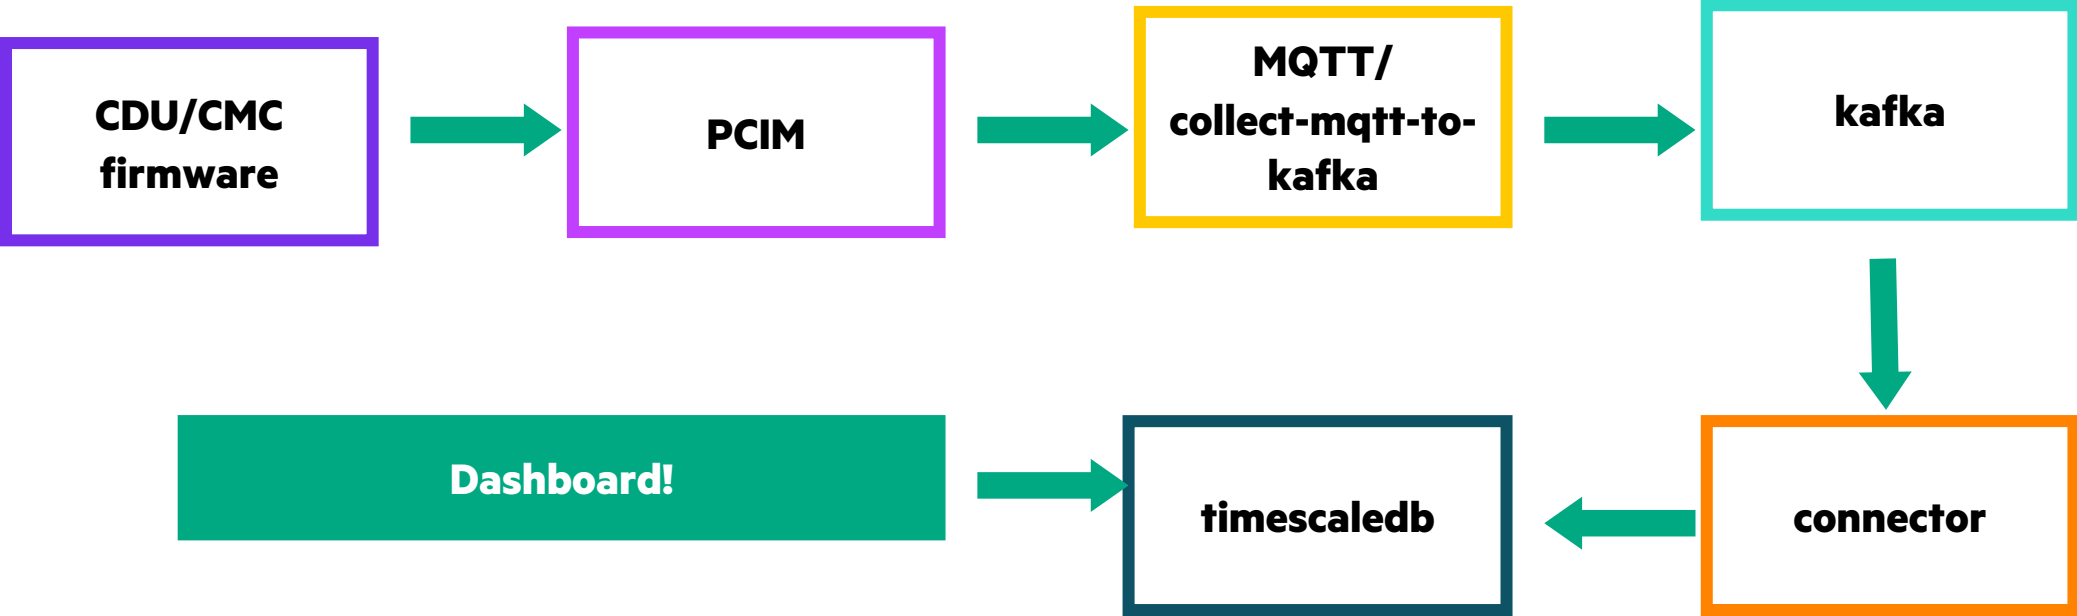 CDU/CMC
firmware
PCIM
MQTT/
collect-mqtt-to-
kafka
kafka
Dashboard!
timescaledb
connector